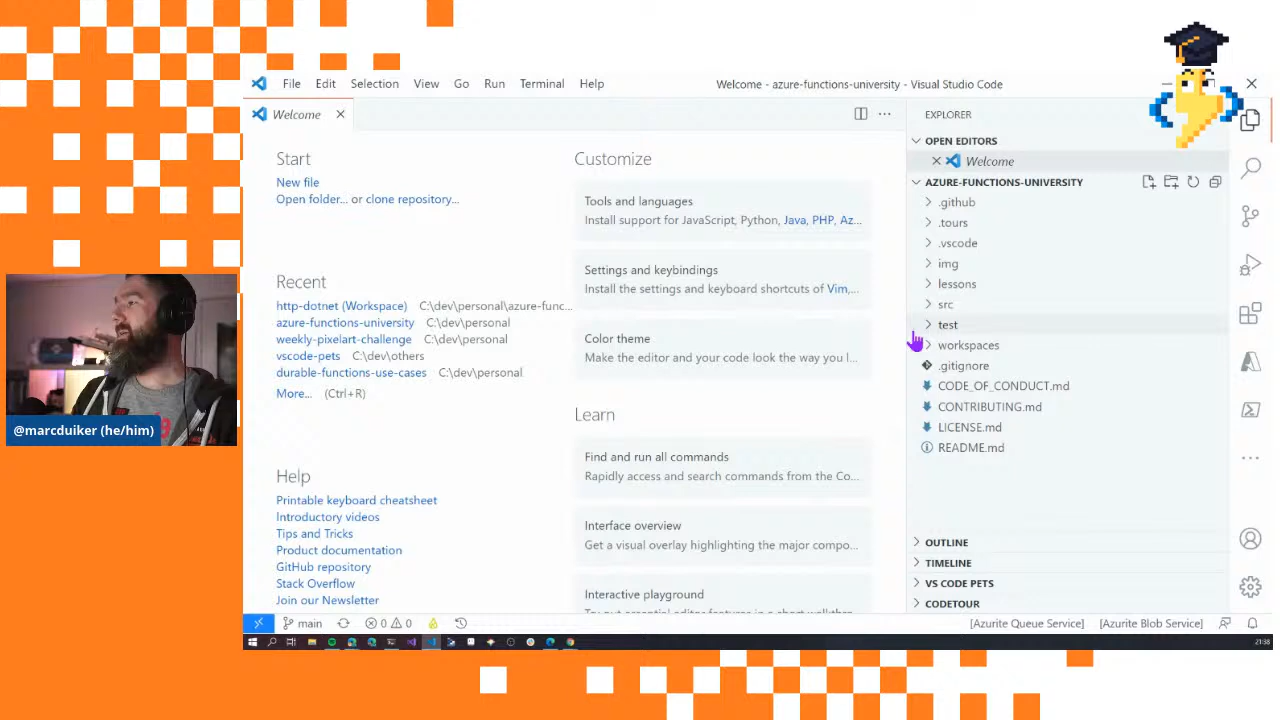 File Edit Selection View Go Run Terminal Help
Welcome - azure-functions-university - Visual Studio Code
Welcome
Start
New file
Open folder... or clone repository...
Recent
http-dotnet (Workspace) C:\dev\personal\azure-func...
azure-functions-university C:\dev\personal
weekly-pixelart-challenge C:\dev\personal
vscode-pets C:\dev\others
durable-functions-use-cases C:\dev\personal
More... (Ctrl+R)
Help
Printable keyboard cheatsheet
Introductory videos
Tips and Tricks
Product documentation
GitHub repository
Stack Overflow
Join our Newsletter
Customize
Tools and languages
Install support for JavaScript, Python, Java, PHP, Az...
Settings and keybindings
Install the settings and keyboard shortcuts of Vim,...
Color theme
Make the editor and your code look the way you l...
Learn
Find and run all commands
Rapidly access and search commands from the Co...
Interface overview
Get a visual overlay highlighting the major compo...
Interactive playground
EXPLORER
OPEN EDITORS
Welcome
AZURE-FUNCTIONS-UNIVERSITY
.github
.tours
.vscode
img
lessons
src
test
workspaces
.gitignore
CODE_OF_CONDUCT.md
CONTRIBUTING.md
LICENSE.md
README.md
OUTLINE
TIMELINE
VS CODE PETS
CODETOUR
@marcduiker (he/him)
main 0 0
[Azurite Queue Service] [Azurite Blob Service]
21:38